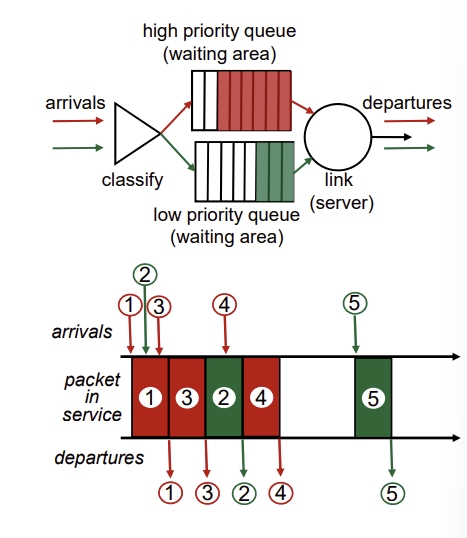 high priority queue
(waiting area)
arrivals
departures
classify
link
(server)
low priority queue
(waiting area)
2
1 3 4 5
arrivals
packet
in
service
1 3 2 4 5
departures
1 3 2 4 5